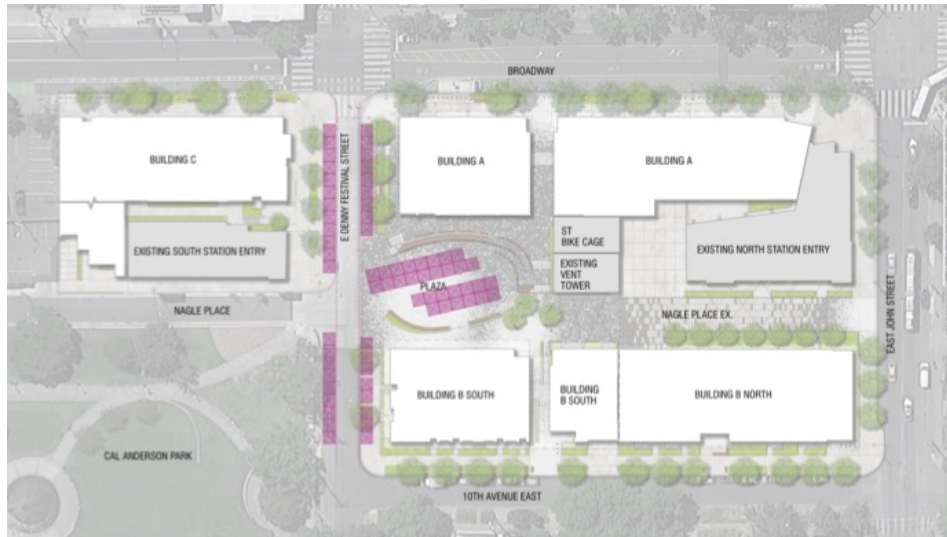 BROADWAY
BUILDING C
E DENNY FESTIVAL STREET
BUILDING A
BUILDING A
EXISTING SOUTH STATION ENTRY
ST
BIKE CAGE
EXISTING NORTH STATION ENTRY
EXISTING
VENT
TOWER
PLAZA
NAGLE PLACE
NAGLE PLACE EX.
EAST JOHN STREET
BUILDING B SOUTH
BUILDING
B SOUTH
BUILDING B NORTH
CAL ANDERSON PARK
10TH AVENUE EAST